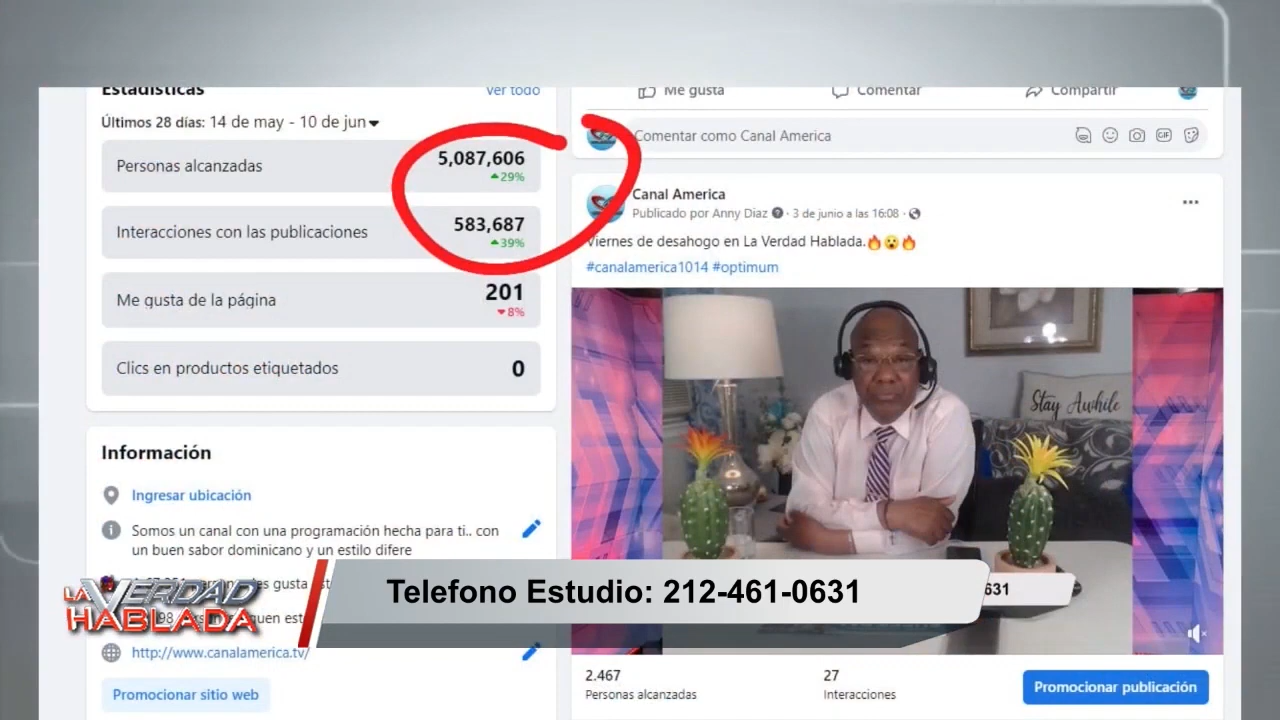 Estadísticas
Ver todo
Últimos 28 días: 14 de may - 10 de jun
Personas alcanzadas
5,087,606
29%
Interacciones con las publicaciones
583,687
39%
Me gusta de la página
201
8%
Clics en productos etiquetados
0
Información
Ingresar ubicación
Somos un canal con una programación hecha para ti.. con
un buen sabor dominicano y un estilo difere
http://www.canalamerica.tv/
Promocionar sitio web
Me gusta
Comentar
Compartir
Comentar como Canal America
GIF
Canal America
Publicado por Anny Diaz · 3 de junio a las 16:08 ·
Viernes de desahogo en La Verdad Hablada.🔥😮🔥
#canalamerica1014 #optimum
Stay Awhile
631
2.467
Personas alcanzadas
27
Interacciones
Promocionar publicación
LA VERDAD
HABLADA
Telefono Estudio: 212-461-0631